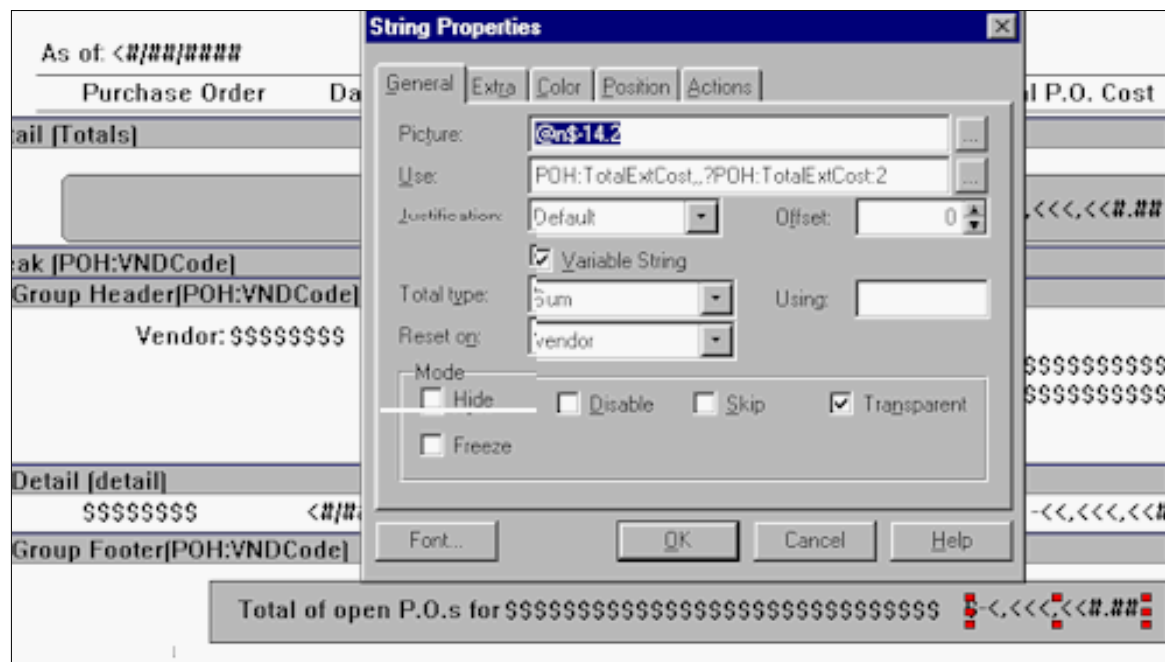 String Properties
As of: <#/##/####
General Extra Color Position Actions
Purchase Order Da l P.O. Cost
tail [Totals]
Picture: @n$-14.2 ...
Use: POH:TotalExtCost,,?POH:TotalExtCost:2 ...
Justification: Default Offset: 0
,<<<,<<#.##
Variable String
eak [POH:VNDCode]
Group Header[POH:VNDCode]
Total type: Sum Using:
Vendor: $$$$$$$$
Reset on: vendor
$$$$$$$$$$
Mode
$$$$$$$$$$
Hide Disable Skip Transparent
Freeze
Detail [detail]
$$$$$$$$ <#/## -<<,<<<,<<#
Font... OK Cancel Help
Group Footer[POH:VNDCode]
Total of open P.O.s for $$$$$$$$$$$$$$$$$$$$$$$$$$$$$$ $-<,<<<,<<#.##